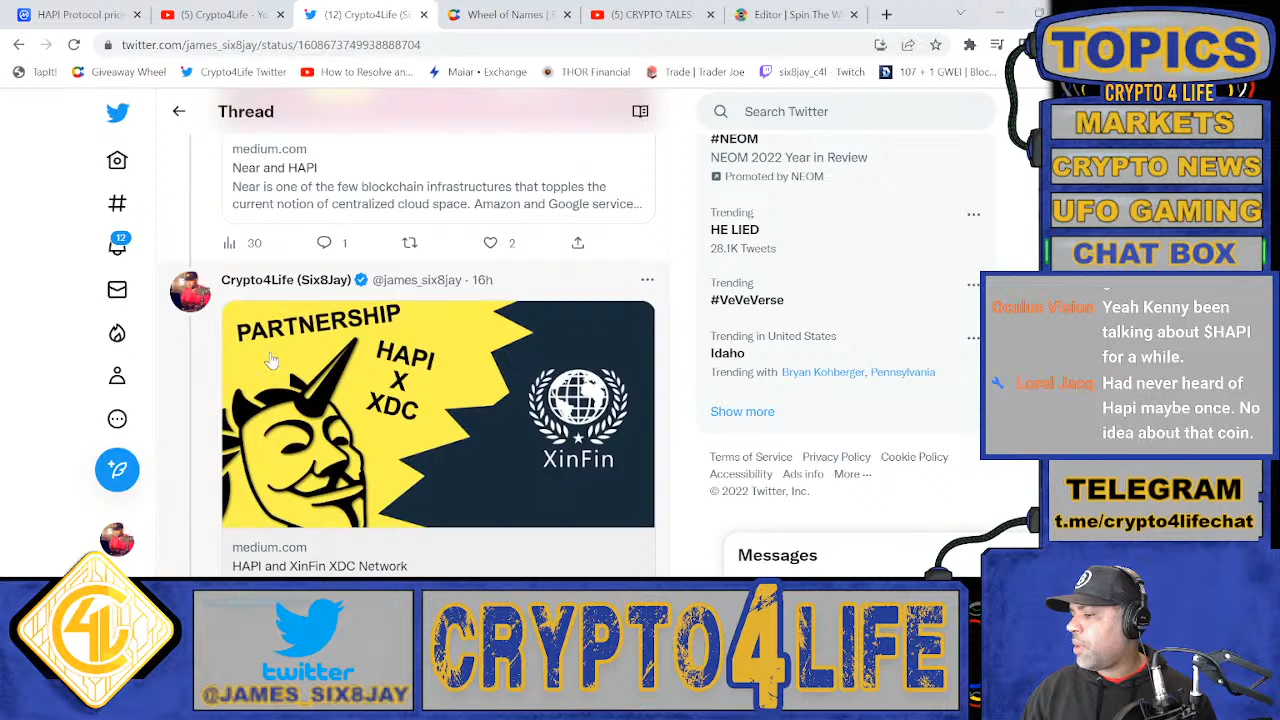 HAPI Protocol pric
(5) Crypto4Life - Yo
(12) Crypto4Life (Si
Wheel of Names | R
(5) CRYPTO TALES
Editor | Spin The W
twitter.com/james_six8jay/status/1608673749938888704
TapIt!
Giveaway Wheel
Crypto4Life Twitter
How to Resolve an...
Maiar • Exchange
THOR Financial
Trade | Trader Joe
six8jay_c4l - Twitch
107 + 1 GWEI | Bloc...
Thread
Search Twitter
medium.com
Near and HAPI
Near is one of the few blockchain infrastructures that topples the
current notion of centralized cloud space. Amazon and Google service...
30
1
2
Crypto4Life (Six8Jay) @james_six8jay · 16h
PARTNERSHIP
HAPI
X
XDC
XinFin
medium.com
HAPI and XinFin XDC Network
12
#NEOM
NEOM 2022 Year in Review
Promoted by NEOM
Trending
HE LIED
28.1K Tweets
Trending
#VeVeVerse
Trending in United States
Idaho
Trending with Bryan Kohberger, Pennsylvania
Show more
Terms of Service Privacy Policy Cookie Policy
Accessibility Ads info More ···
© 2022 Twitter, Inc.
Messages
TOPICS
CRYPTO 4 LIFE
MARKETS
CRYPTO NEWS
UFO GAMING
CHAT BOX
Oculus Vision Yeah Kenny been
talking about $HAPI
for a while.
Loral Jacq Had never heard of
Hapi maybe once. No
idea about that coin.
TELEGRAM
t.me/crypto4lifechat
C4L
twitter
@JAMES_SIX8JAY
CRYPTO4LIFE